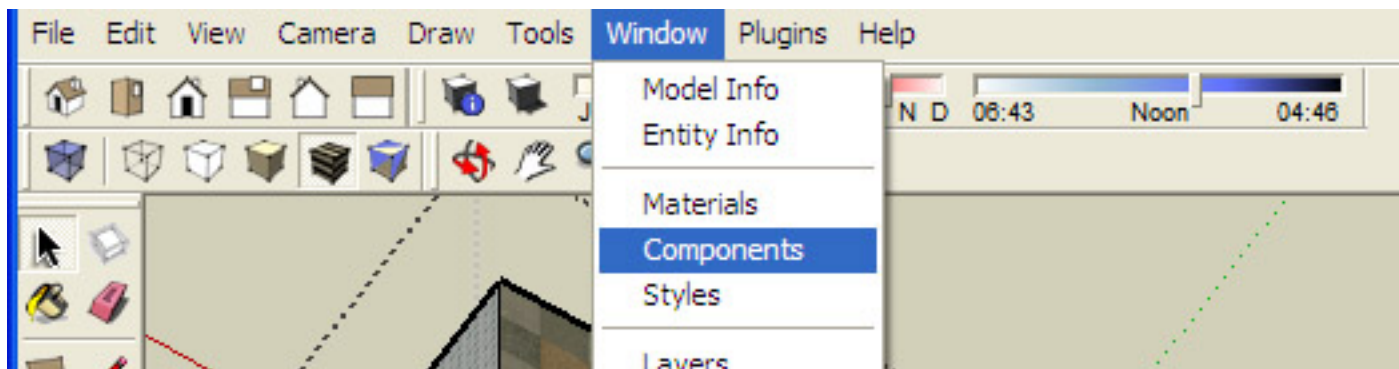 File Edit View Camera Draw Tools Window Plugins Help
Model Info
J
N D 06:43 Noon 04:46
Entity Info
Materials
Components
Styles
Layers